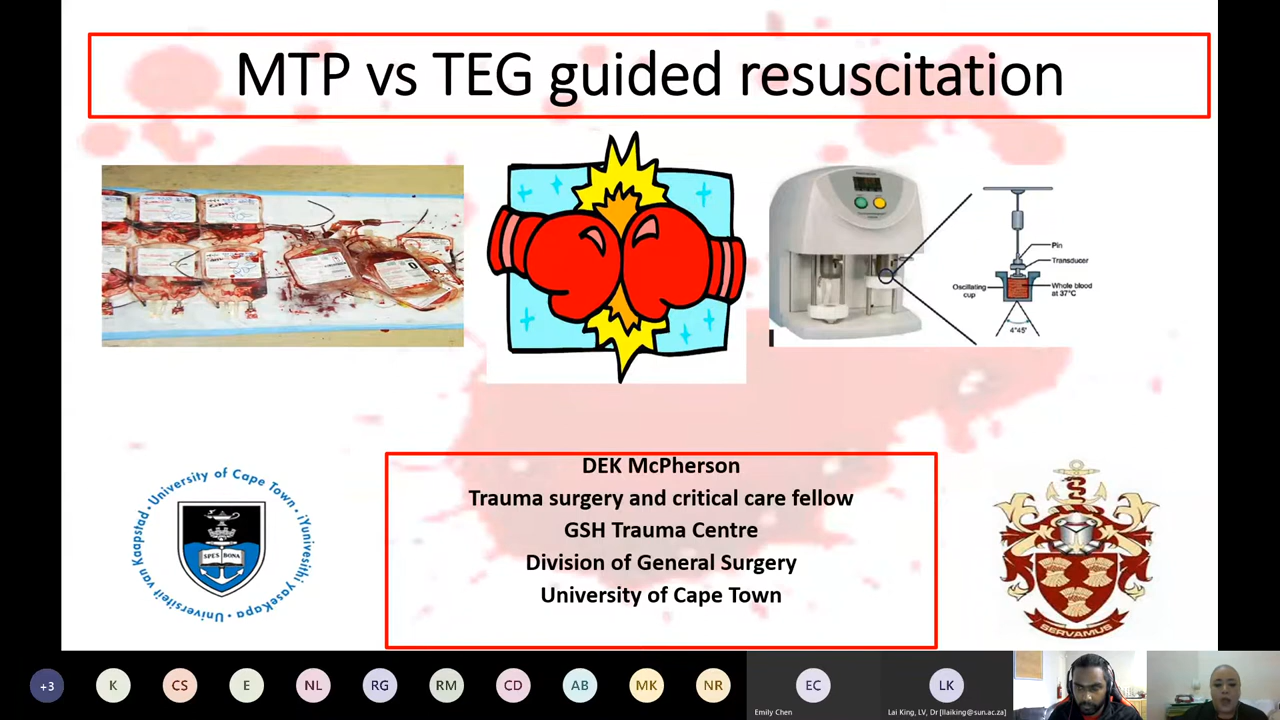 MTP vs TEG guided resuscitation
Pin
Transducer
Oscillating
cup
Whole blood
at 37°C
4°45'
DEK McPherson
Trauma surgery and critical care fellow
GSH Trauma Centre
Division of General Surgery
University of Cape Town
University of Cape Town · iYunivesithi yaseKapa · Universiteit van Kaapstad ·
SPES BONA
SERVAMUS
+3
K
CS
E
NL
RG
RM
CD
AB
MK
NR
EC
LK
Emily Chen
Lai King, LV, Dr [llaiking@sun.ac.za]